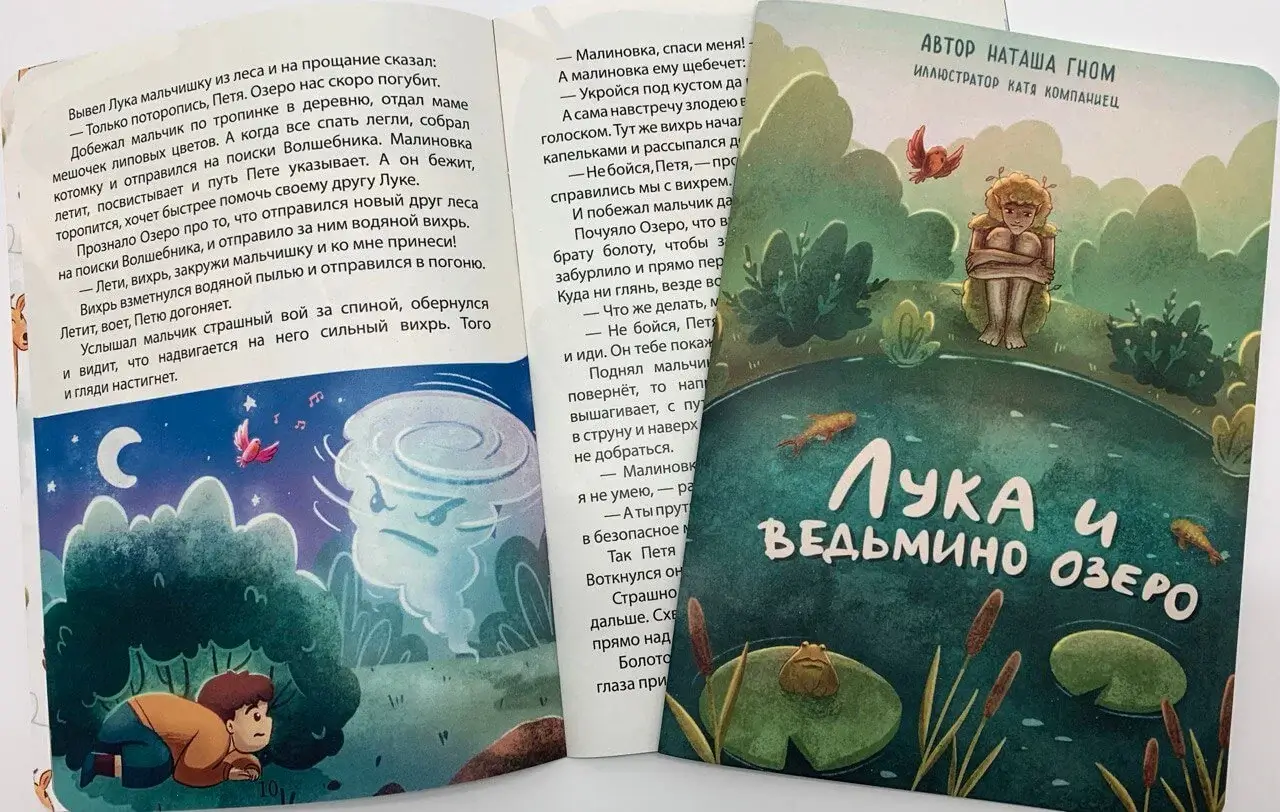 Вывел Лука мальчишку из леса и на прощание сказал:
— Только поторопись, Петя. Озеро нас скоро погубит.
Добежал мальчик по тропинке в деревню, отдал маме
мешочек липовых цветов. А когда все спать легли, собрал
котомку и отправился на поиски Волшебника. Малиновка
летит, посвистывает и путь Пете указывает. А он бежит,
торопится, хочет быстрее помочь своему другу Луке.
Прознало Озеро про то, что отправился новый друг леса
на поиски Волшебника, и отправило за ним водяной вихрь.
— Лети, вихрь, закружи мальчишку и ко мне принеси!
Вихрь взметнулся водяной пылью и отправился в погоню.
Летит, воет, Петю догоняет.
Услышал мальчик страшный вой за спиной, обернулся
и видит, что надвигается на него сильный вихрь. Того
и гляди настигнет.
10
— Малиновка, спаси меня! -
А малиновка ему щебечет:
— Укройся под кустом да
А сама навстречу злодею
голоском. Тут же вихрь начал
капельками и рассыпался
— Не бойся, Петя, — 
справились мы с вихрем.
И побежал мальчик
Почуяло Озеро, что
брату болоту, чтобы
забурлило и прямо
Куда ни глянь, везде
— Что же делать,
— Не бойся, Петя
и иди. Он тебе
Поднял
повернёт, то
вышагивает, с
в струну и наверх
не добраться.
— Малиновк
я не умею, —
— А ты
в безопасное
Так Петя
Воткнулся
Страшно
дальше.
прямо над
Болото
глаза
АВТОР НАТАША ГНОМ
ИЛЛЮСТРАТОР КАТЯ КОМПАНИЕЦ
ЛУКА И
ВЕДЬМИНО ОЗЕРО